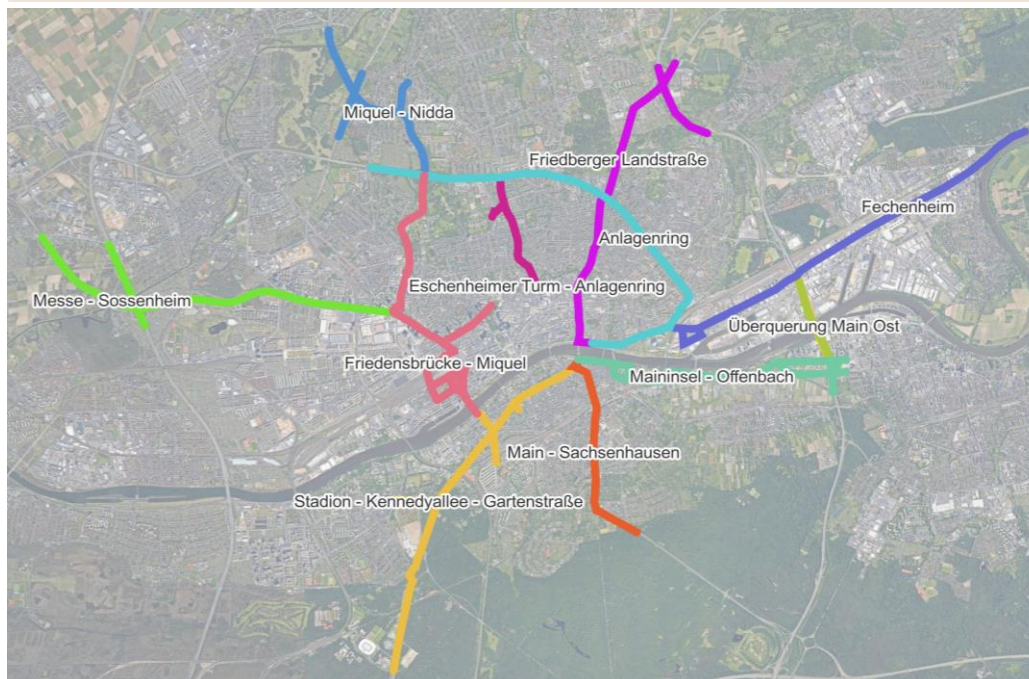 Miquel - Nidda
Friedberger Landstraße
Fechenheim
Anlagenring
Eschenheimer Turm - Anlagenring
Messe - Sossenheim
Überquerung Main Ost
Friedensbrücke - Miquel
Maininsel - Offenbach
Main - Sachsenhausen
Stadion - Kennedyallee - Gartenstraße